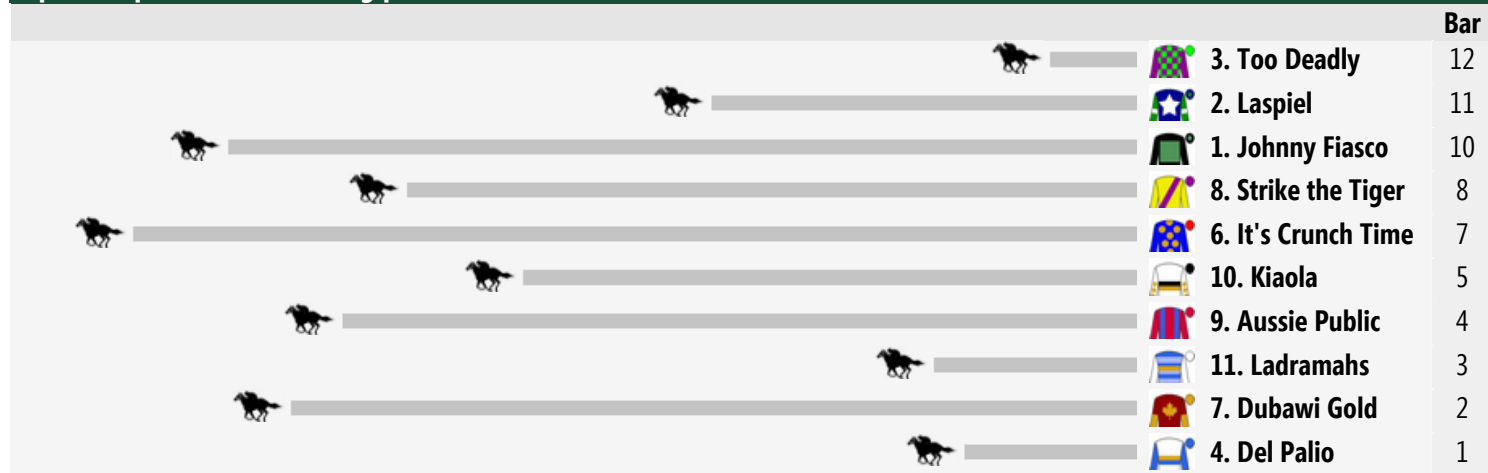 Bar
3. Too Deadly 12
2. Laspiel 11
1. Johnny Fiasco 10
8. Strike the Tiger 8
6. It's Crunch Time 7
10. Kiaola 5
9. Aussie Public 4
11. Ladramahs 3
7. Dubawi Gold 2
4. Del Palio 1